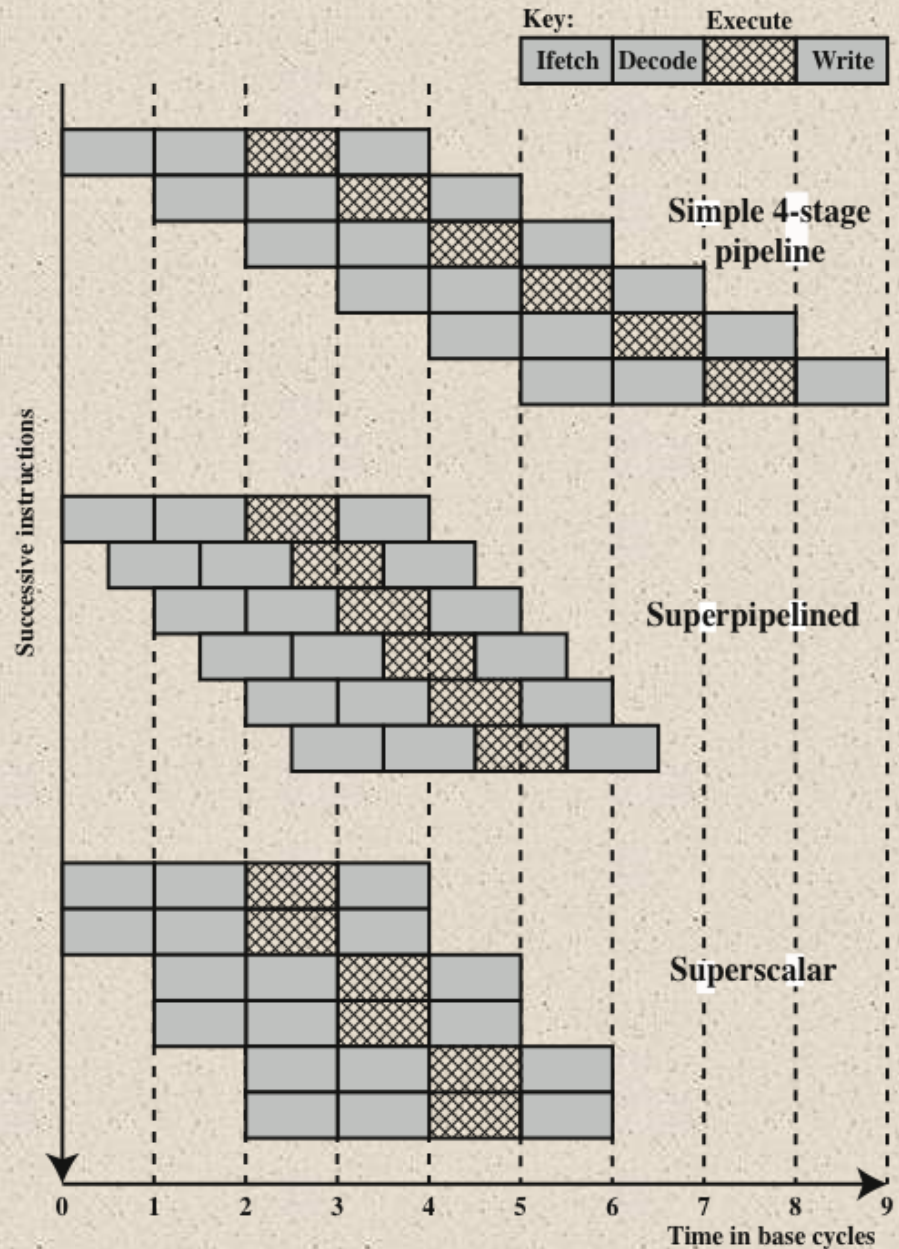 Key:
Execute
Ifetch Decode Write
Simple 4-stage
pipeline
Successive instructions
Superpipelined
Superscalar
0 1 2 3 4 5 6 7 8 9
Time in base cycles